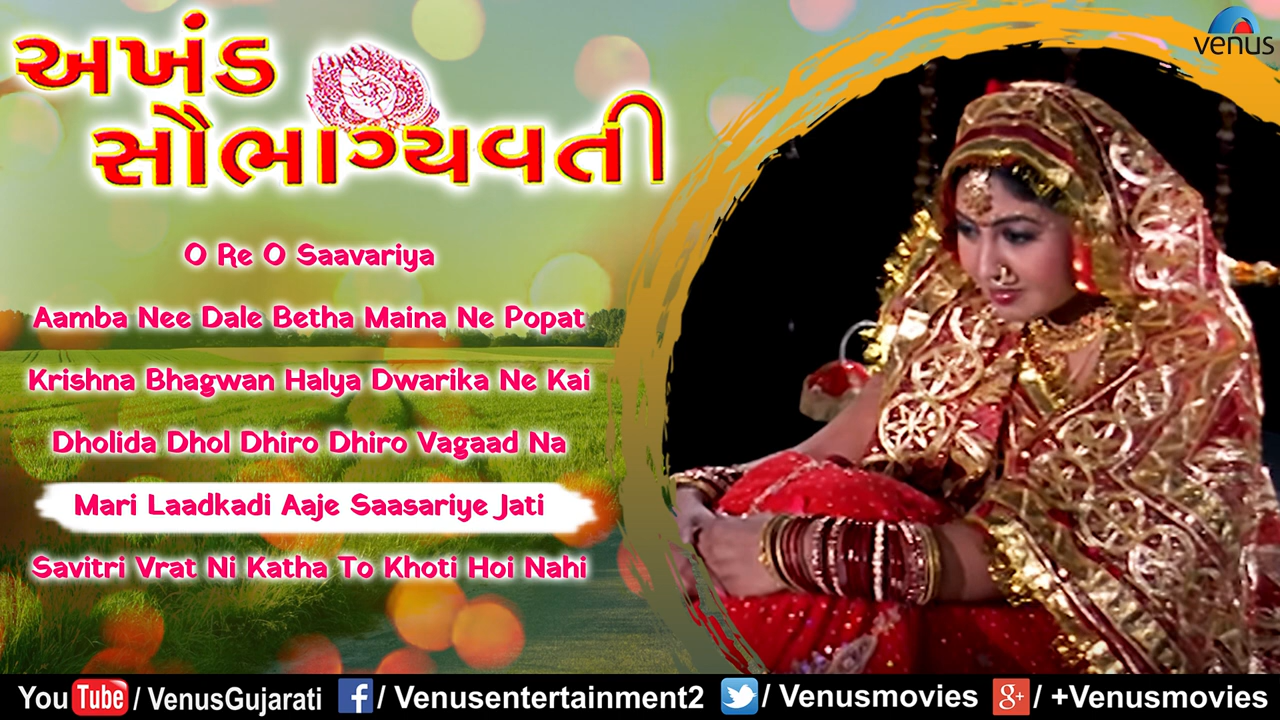 અખંડ
સૌભાગ્યવતી
venus
O Re O Saavariya
Aamba Nee Dale Betha Maina Ne Popat
Krishna Bhagwan Halya Dwarika Ne Kai
Dholida Dhol Dhiro Dhiro Vagaad Na
Mari Laadkadi Aaje Saasariye Jati
Savitri Vrat Ni Katha To Khoti Hoi Nahi
You Tube / VenusGujarati f / Venusentertainment2 / Venusmovies g+ / +Venusmovies